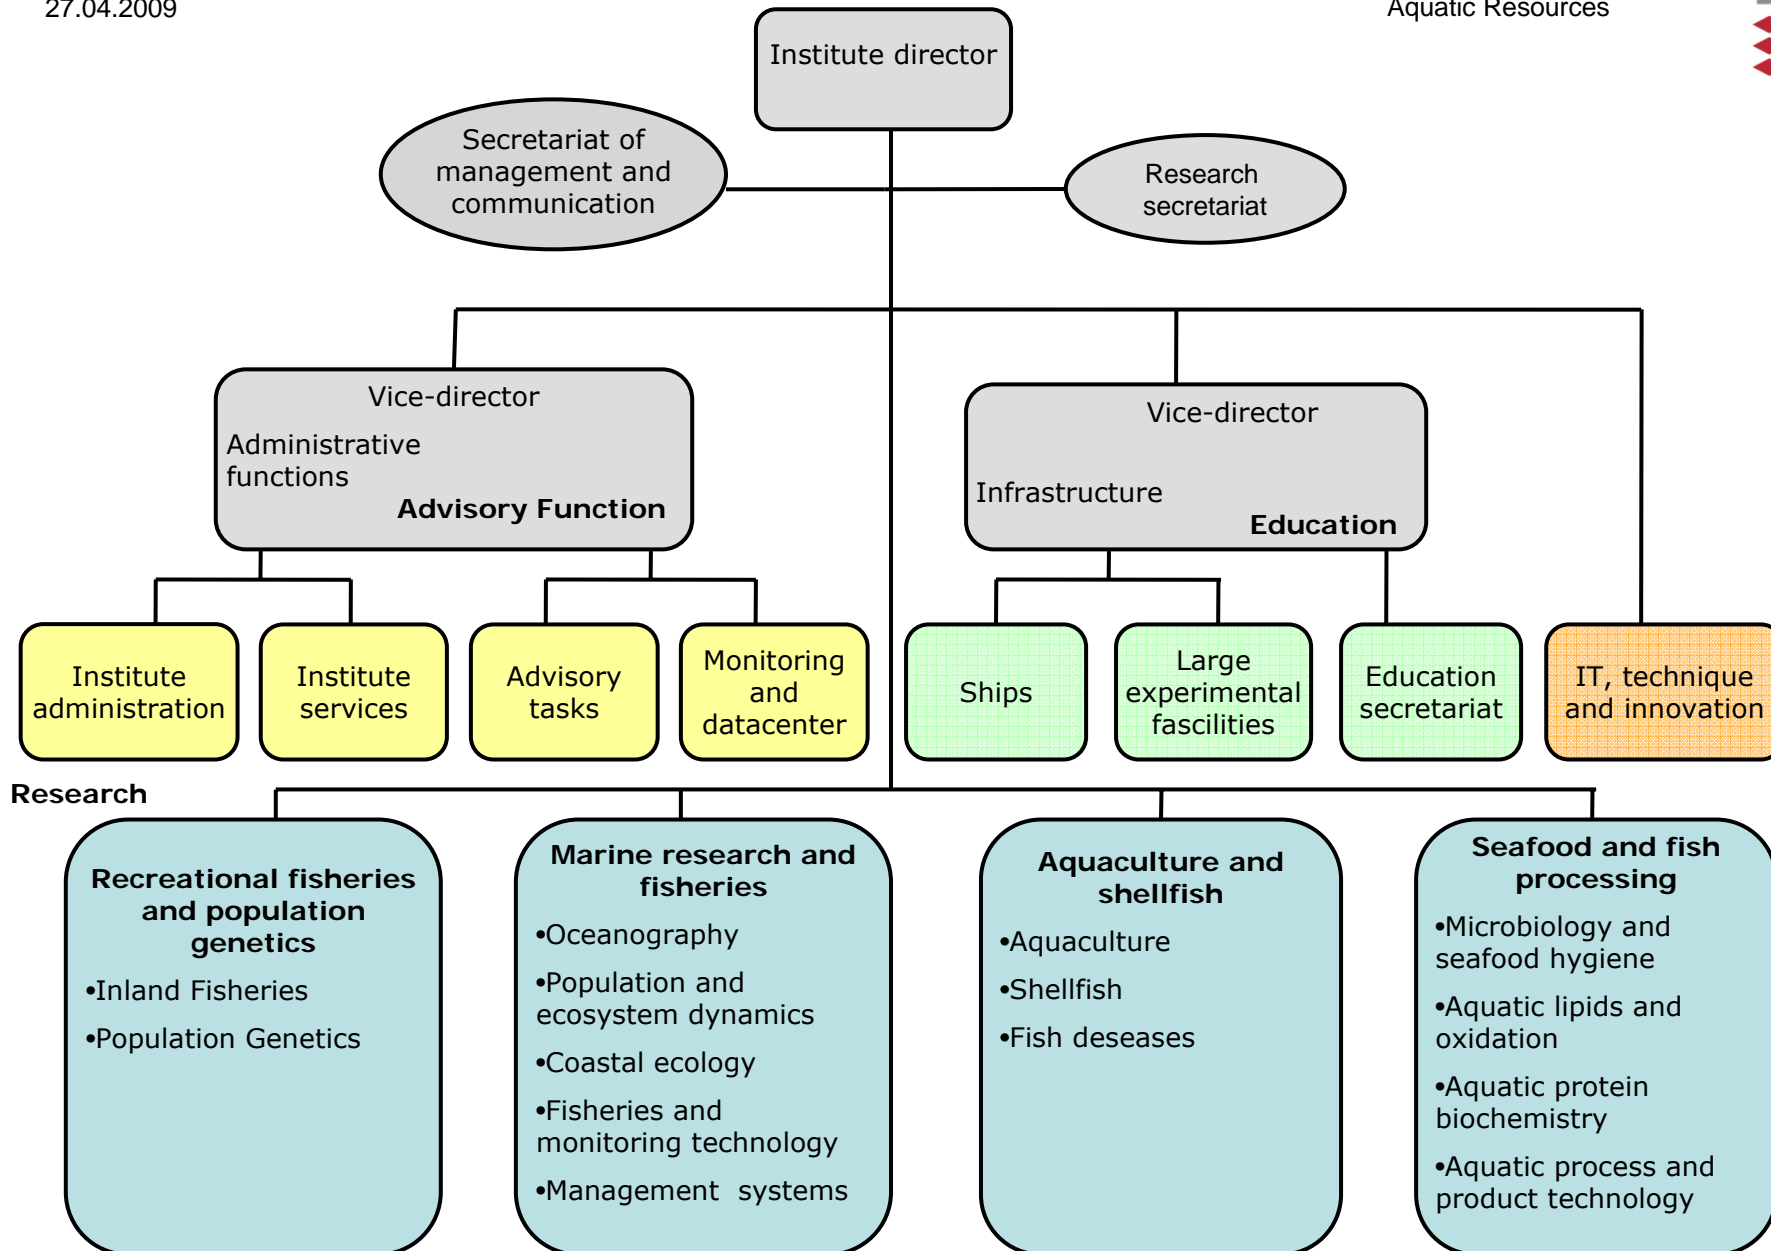 27.04.2009
Aquatic Resources
Institute director
Secretariat of
management and
communication
Research
secretariat
Vice-director
Administrative
functions
Advisory Function
Vice-director
Infrastructure
Education
Institute
administration
Institute
services
Advisory
tasks
Monitoring
and
datacenter
Ships
Large
experimental
fascilities
Education
secretariat
IT, technique
and innovation
Research
Recreational fisheries
and population
genetics
•Inland Fisheries
•Population Genetics
Marine research and
fisheries
•Oceanography
•Population and
ecosystem dynamics
•Coastal ecology
•Fisheries and
monitoring technology
•Management systems
Aquaculture and
shellfish
•Aquaculture
•Shellfish
•Fish deseases
Seafood and fish
processing
•Microbiology and
seafood hygiene
•Aquatic lipids and
oxidation
•Aquatic protein
biochemistry
•Aquatic process and
product technology